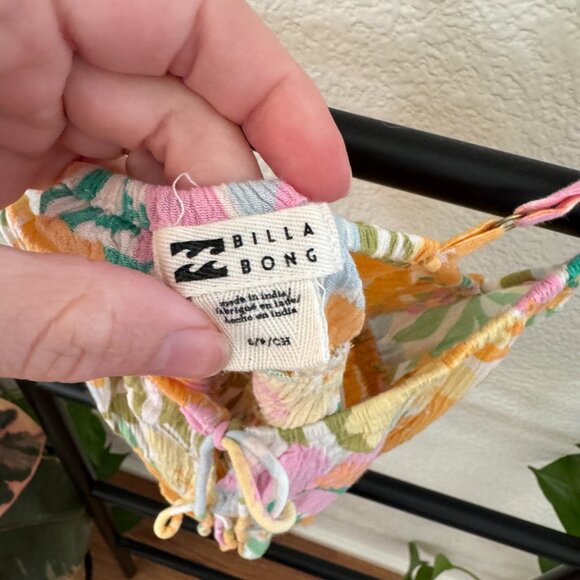 BILLA
BONG
made in india/
fabriqué en inde/
hecho en india
S/P/CH